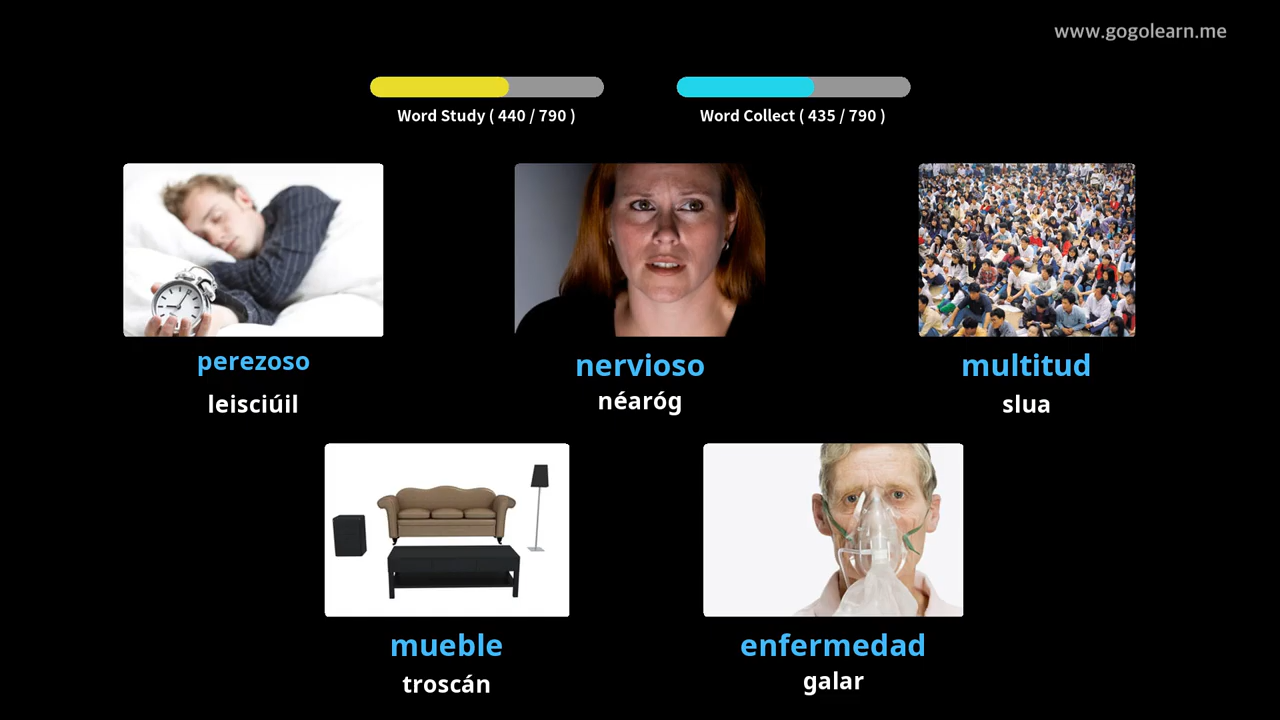 www.gogolearn.me
Word Study ( 440 / 790 )
Word Collect ( 435 / 790 )
perezoso
leisciúil
nervioso
néaróg
multitud
slua
mueble
troscán
enfermedad
galar